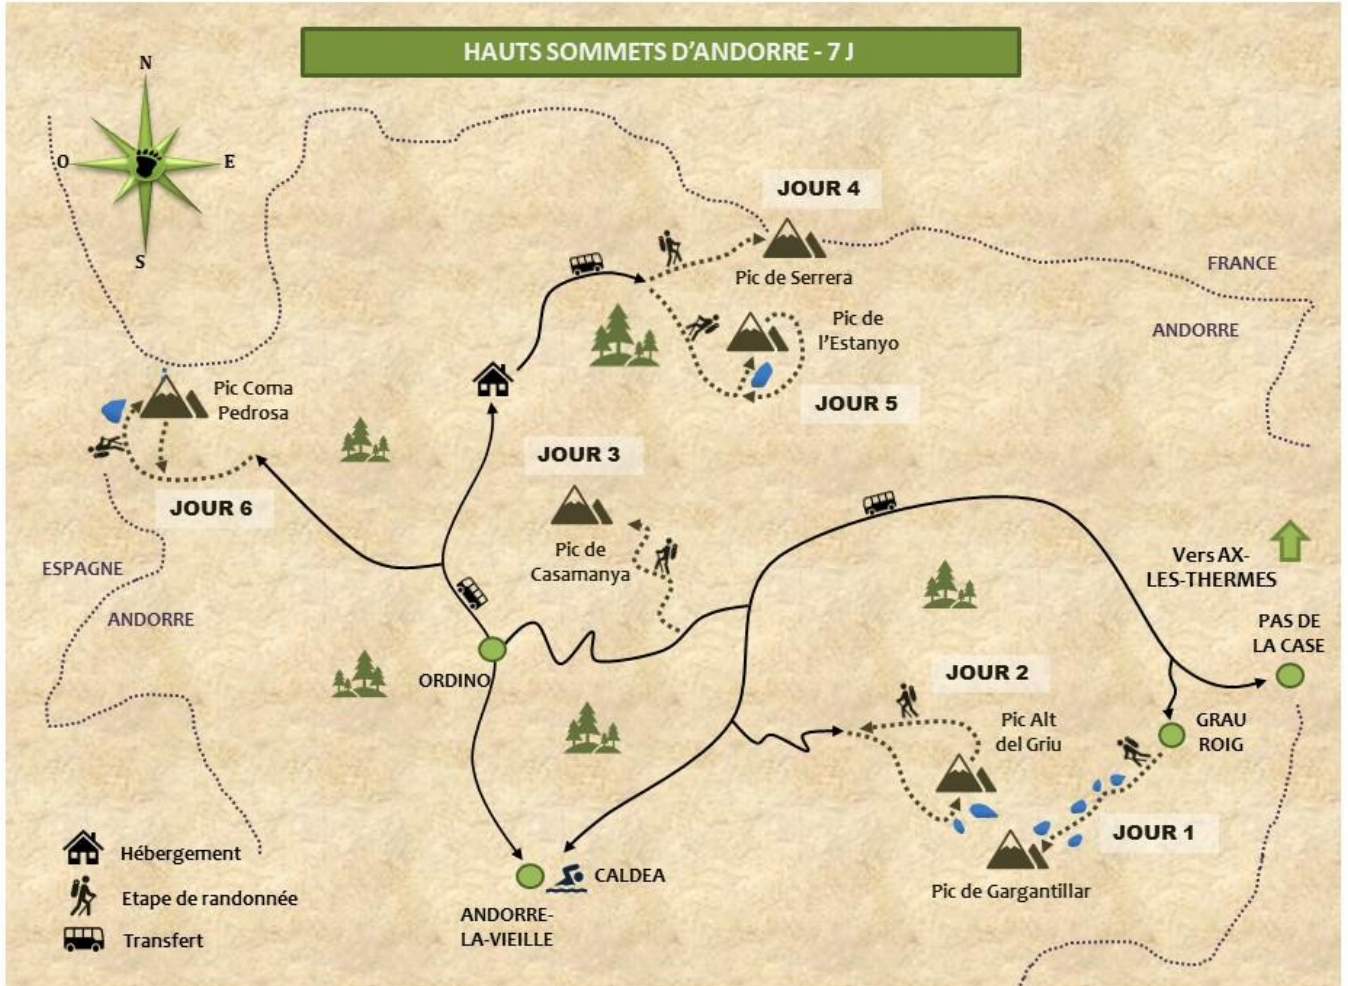 HAUTS SOMMETS D'ANDORRE - 7 J
N
O
E
S
JOUR 4
Pic de Serrera
FRANCE
ANDORRE
Pic de
l'Estanyo
JOUR 5
Pic Coma
Pedrosa
JOUR 6
JOUR 3
Pic de
Casamanya
ESPAGNE
ANDORRE
Vers AX-
LES-THERMES
PAS DE
LA CASE
ORDINO
JOUR 2
Pic Alt
del Griu
GRAU
ROIG
JOUR 1
Pic de Gargantillar
CALDEA
ANDORRE-
LA-VIEILLE
Hébergement
Etape de randonnée
Transfert